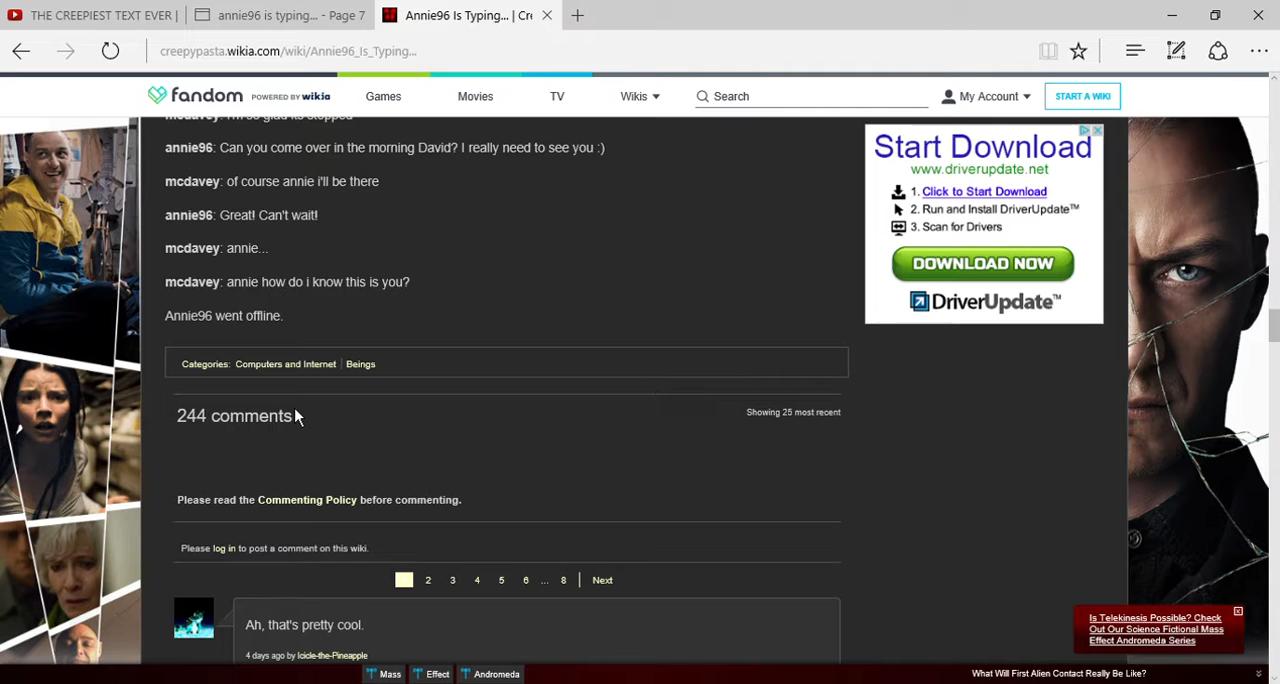 THE CREEPIEST TEXT EVER |
annie96 is typing... - Page 7
Annie96 Is Typing... | Cre
creepypasta.wikia.com/wiki/Annie96_Is_Typing...
fandom POWERED BY wikia
Games
Movies
TV
Wikis
Search
My Account
START A WIKI
mcdavey: I'm so glad its stopped
annie96: Can you come over in the morning David? I really need to see you :)
mcdavey: of course annie i'll be there
annie96: Great! Can't wait!
mcdavey: annie...
mcdavey: annie how do i know this is you?
Annie96 went offline.
Start Download
www.driverupdate.net
1. Click to Start Download
2. Run and Install DriverUpdate™
3. Scan for Drivers
DOWNLOAD NOW
DriverUpdate™
Categories: Computers and Internet | Beings
244 comments
Showing 25 most recent
Please read the Commenting Policy before commenting.
Please log in to post a comment on this wiki.
2 3 4 5 6 ... 8 | Next
Ah, that's pretty cool.
4 days ago by Icicle-the-Pineapple
Is Telekinesis Possible? Check
Out Our Science Fictional Mass
Effect Andromeda Series
Mass
Effect
Andromeda
What Will First Alien Contact Really Be Like?